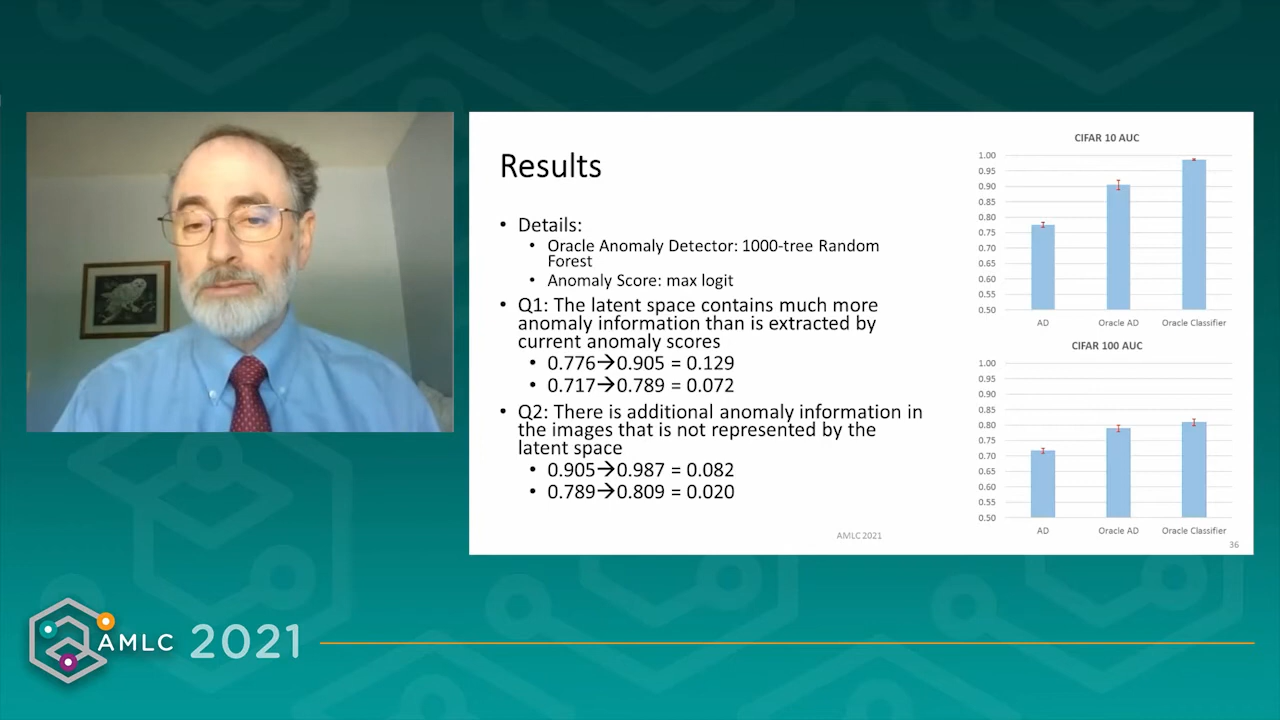 Results
• Details:
• Oracle Anomaly Detector: 1000-tree Random
Forest
• Anomaly Score: max logit
• Q1: The latent space contains much more
anomaly information than is extracted by
current anomaly scores
• 0.776→0.905 = 0.129
• 0.717→0.789 = 0.072
• Q2: There is additional anomaly information in
the images that is not represented by the
latent space
• 0.905→0.987 = 0.082
• 0.789→0.809 = 0.020
CIFAR 10 AUC
1.00
0.95
0.90
0.85
0.80
0.75
0.70
0.65
0.60
0.55
0.50
AD Oracle AD Oracle Classifier
CIFAR 100 AUC
1.00
0.95
0.90
0.85
0.80
0.75
0.70
0.65
0.60
0.55
0.50
AD Oracle AD Oracle Classifier
AMLC 2021
36
AMLC 2021